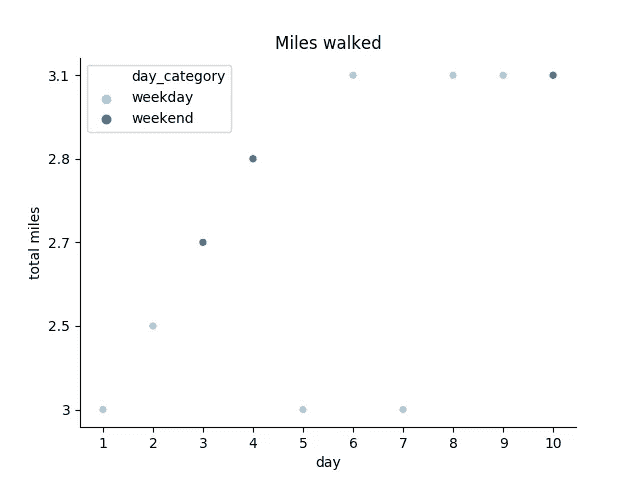 Miles walked
3.1
day_category
weekday
weekend
2.8
total miles
2.7
2.5
3
1 2 3 4 5 6 7 8 9 10
day